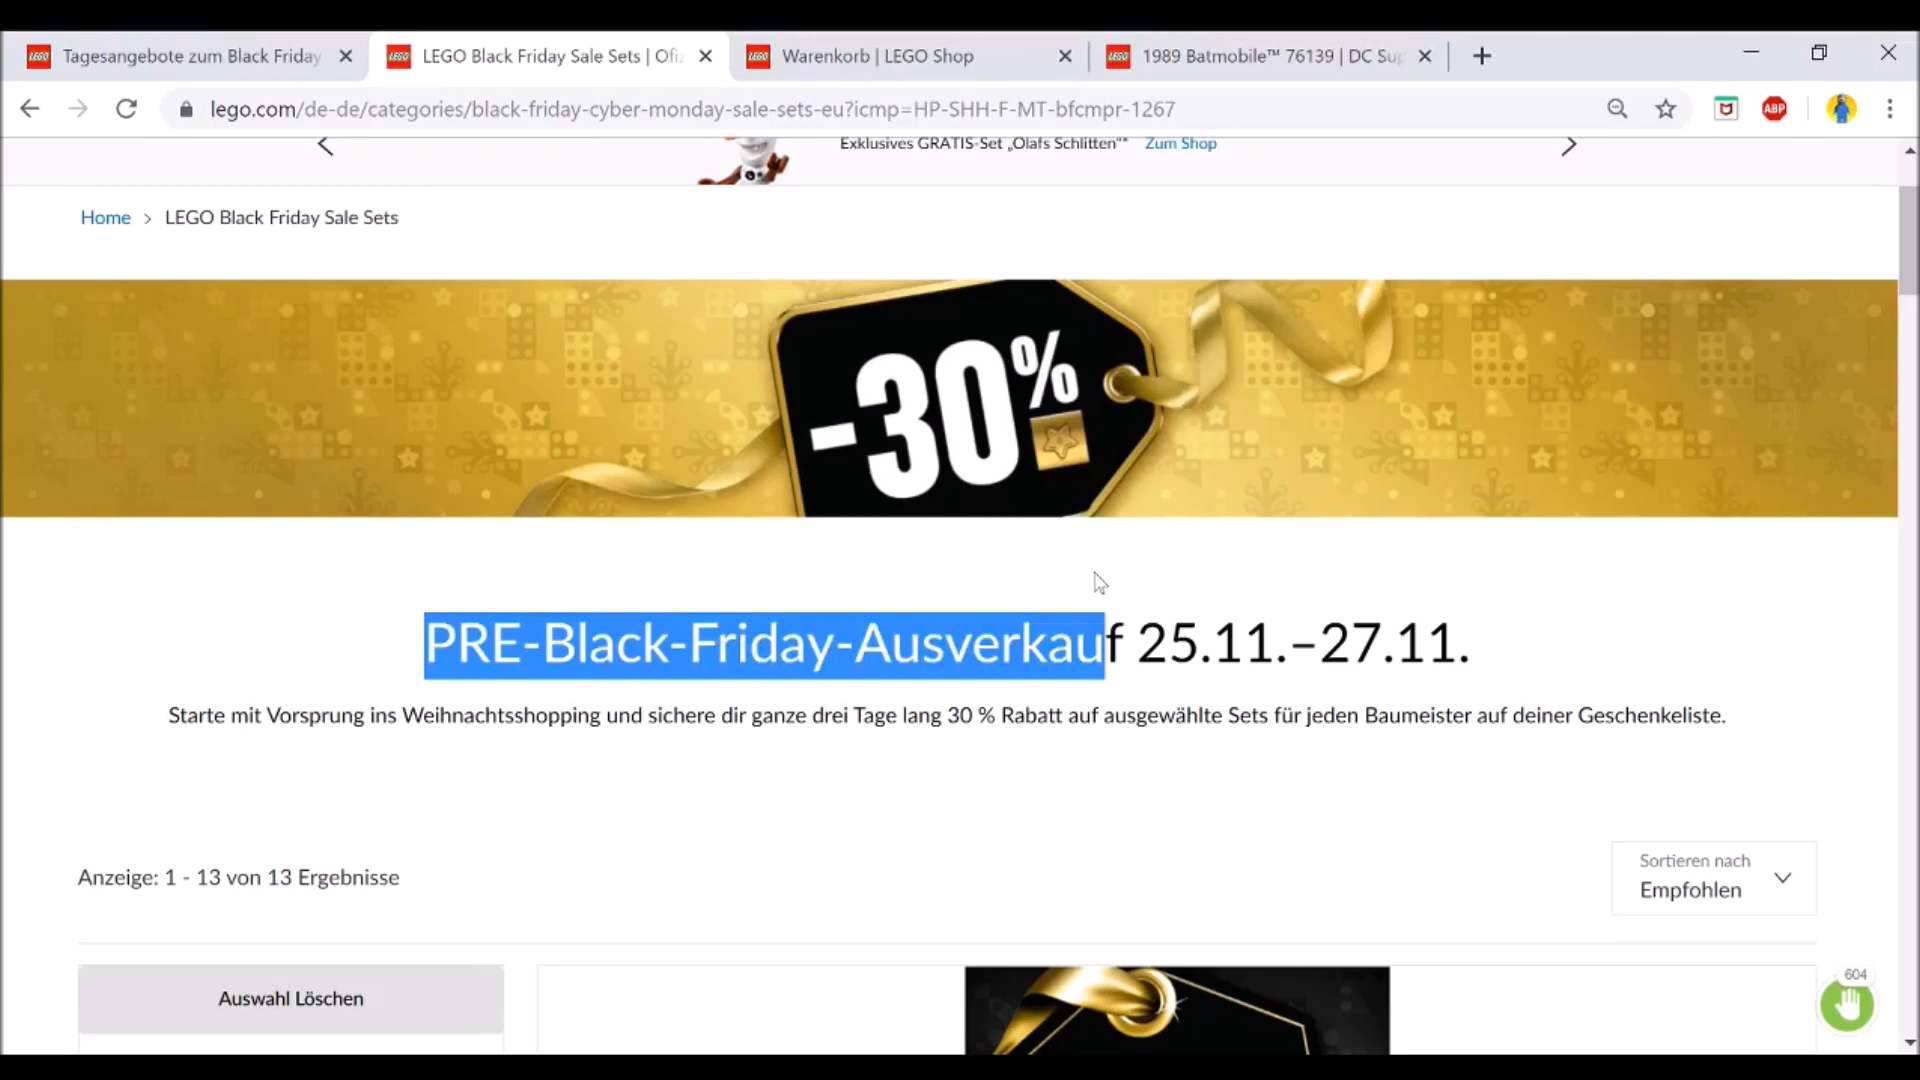 Tagesangebote zum Black Friday
LEGO Black Friday Sale Sets | Ofiz
Warenkorb | LEGO Shop
1989 Batmobile™ 76139 | DC Sup
lego.com/de-de/categories/black-friday-cyber-monday-sale-sets-eu?icmp=HP-SHH-F-MT-bfcmpr-1267
ABP
Exklusives GRATIS-Set „Olafs Schlitten“* Zum Shop
Home > LEGO Black Friday Sale Sets
-30%
PRE-Black-Friday-Ausverkauf 25.11.–27.11.
Starte mit Vorsprung ins Weihnachtsshopping und sichere dir ganze drei Tage lang 30 % Rabatt auf ausgewählte Sets für jeden Baumeister auf deiner Geschenkeliste.
Anzeige: 1 - 13 von 13 Ergebnisse
Sortieren nach
Empfohlen
Auswahl Löschen
604